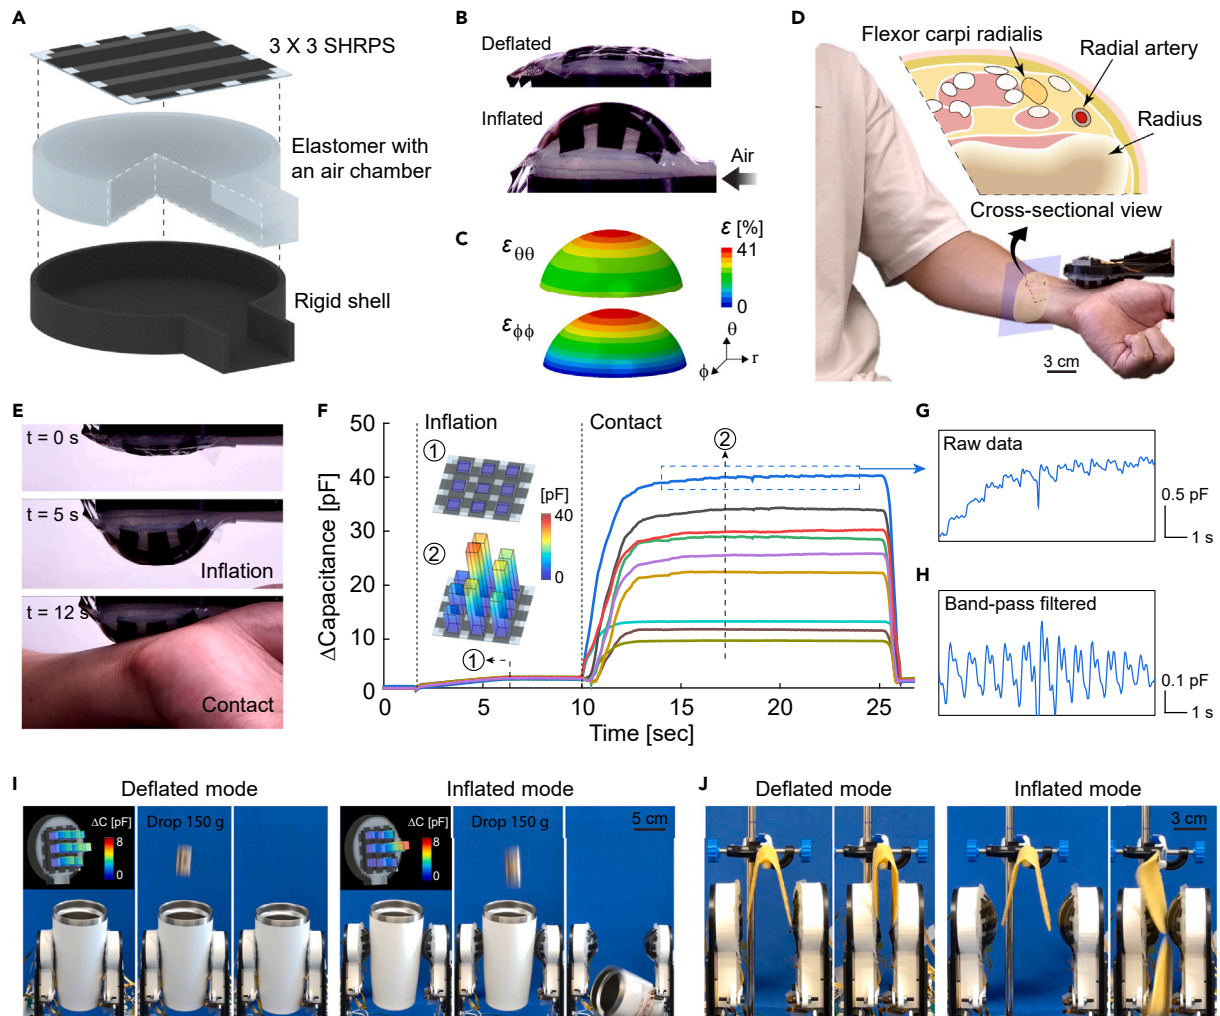 A
3 X 3 SHRPS
Elastomer with
an air chamber
Rigid shell
B
Deflated
Inflated
Air
C
ε [%]
41
0
εθθ
εϕϕ
θ
r
ϕ
D
Flexor carpi radialis
Radial artery
Radius
Cross-sectional view
3 cm
E
t = 0 s
t = 5 s
Inflation
t = 12 s
Contact
F
Inflation
Contact
①
②
[pF]
40
0
②
①
50
40
30
20
10
0
ΔCapacitance [pF]
0
5
10
15
20
25
Time [sec]
G
Raw data
0.5 pF
1 s
H
Band-pass filtered
0.1 pF
1 s
I
Deflated mode
Inflated mode
ΔC [pF]
8
0
Drop 150 g
ΔC [pF]
8
0
Drop 150 g
5 cm
J
Deflated mode
Inflated mode
3 cm